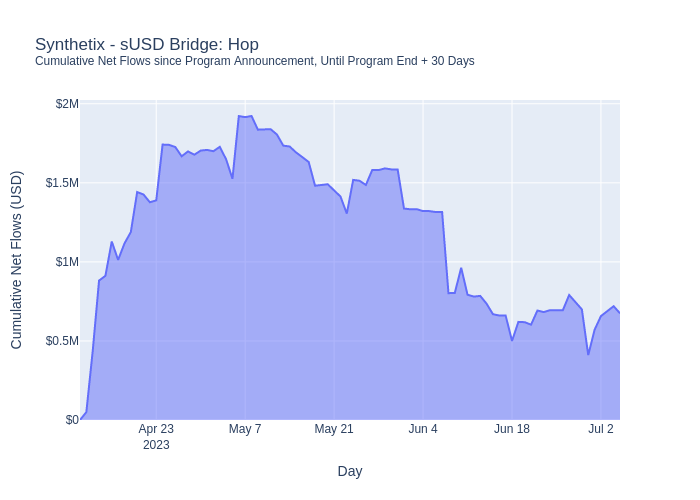 Synthetix - sUSD Bridge: Hop
Cumulative Net Flows since Program Announcement, Until Program End + 30 Days
Cumulative Net Flows (USD)
$2M
$1.5M
$1M
$0.5M
$0
Apr 23 May 7 May 21 Jun 4 Jun 18 Jul 2
2023
Day